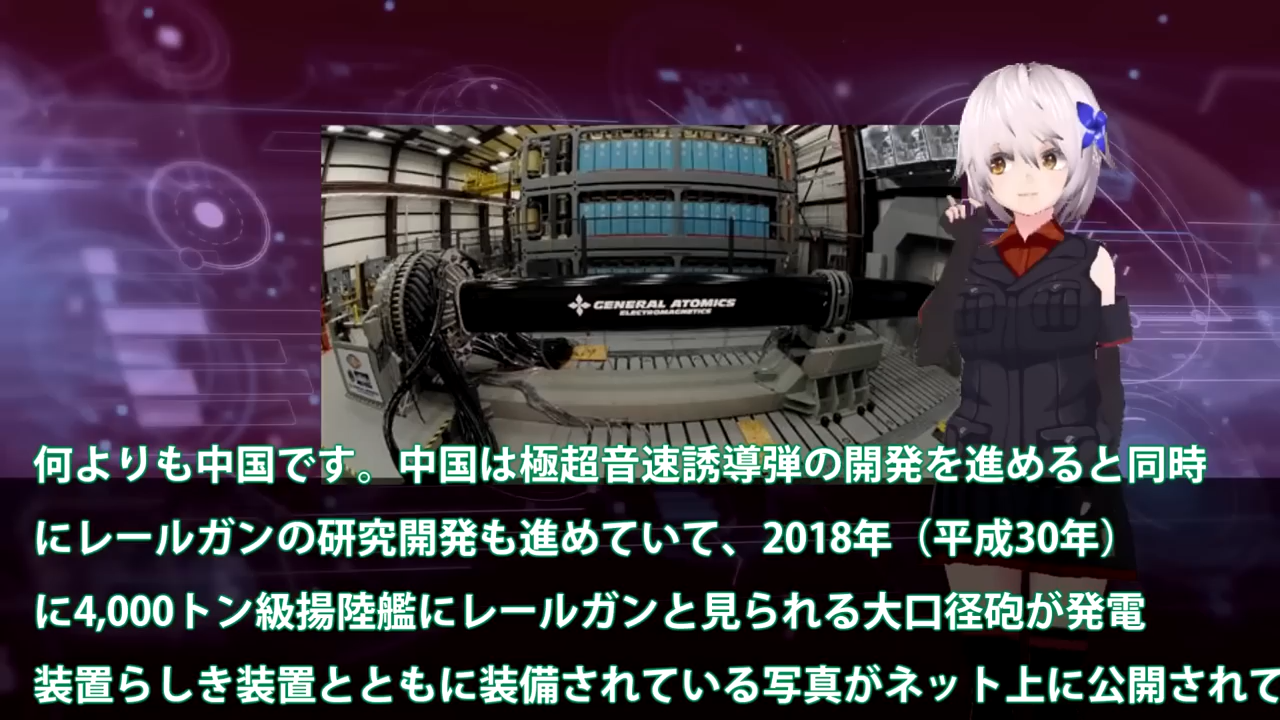 GENERAL ATOMICS
ELECTROMAGNETICS
何よりも中国です。中国は極超音速誘導弾の開発を進めると同時
にレールガンの研究開発も進めていて、2018年（平成30年）
に4,000トン級揚陸艦にレールガンと見られる大口径砲が発電
装置らしき装置とともに装備されている写真がネット上に公開されて